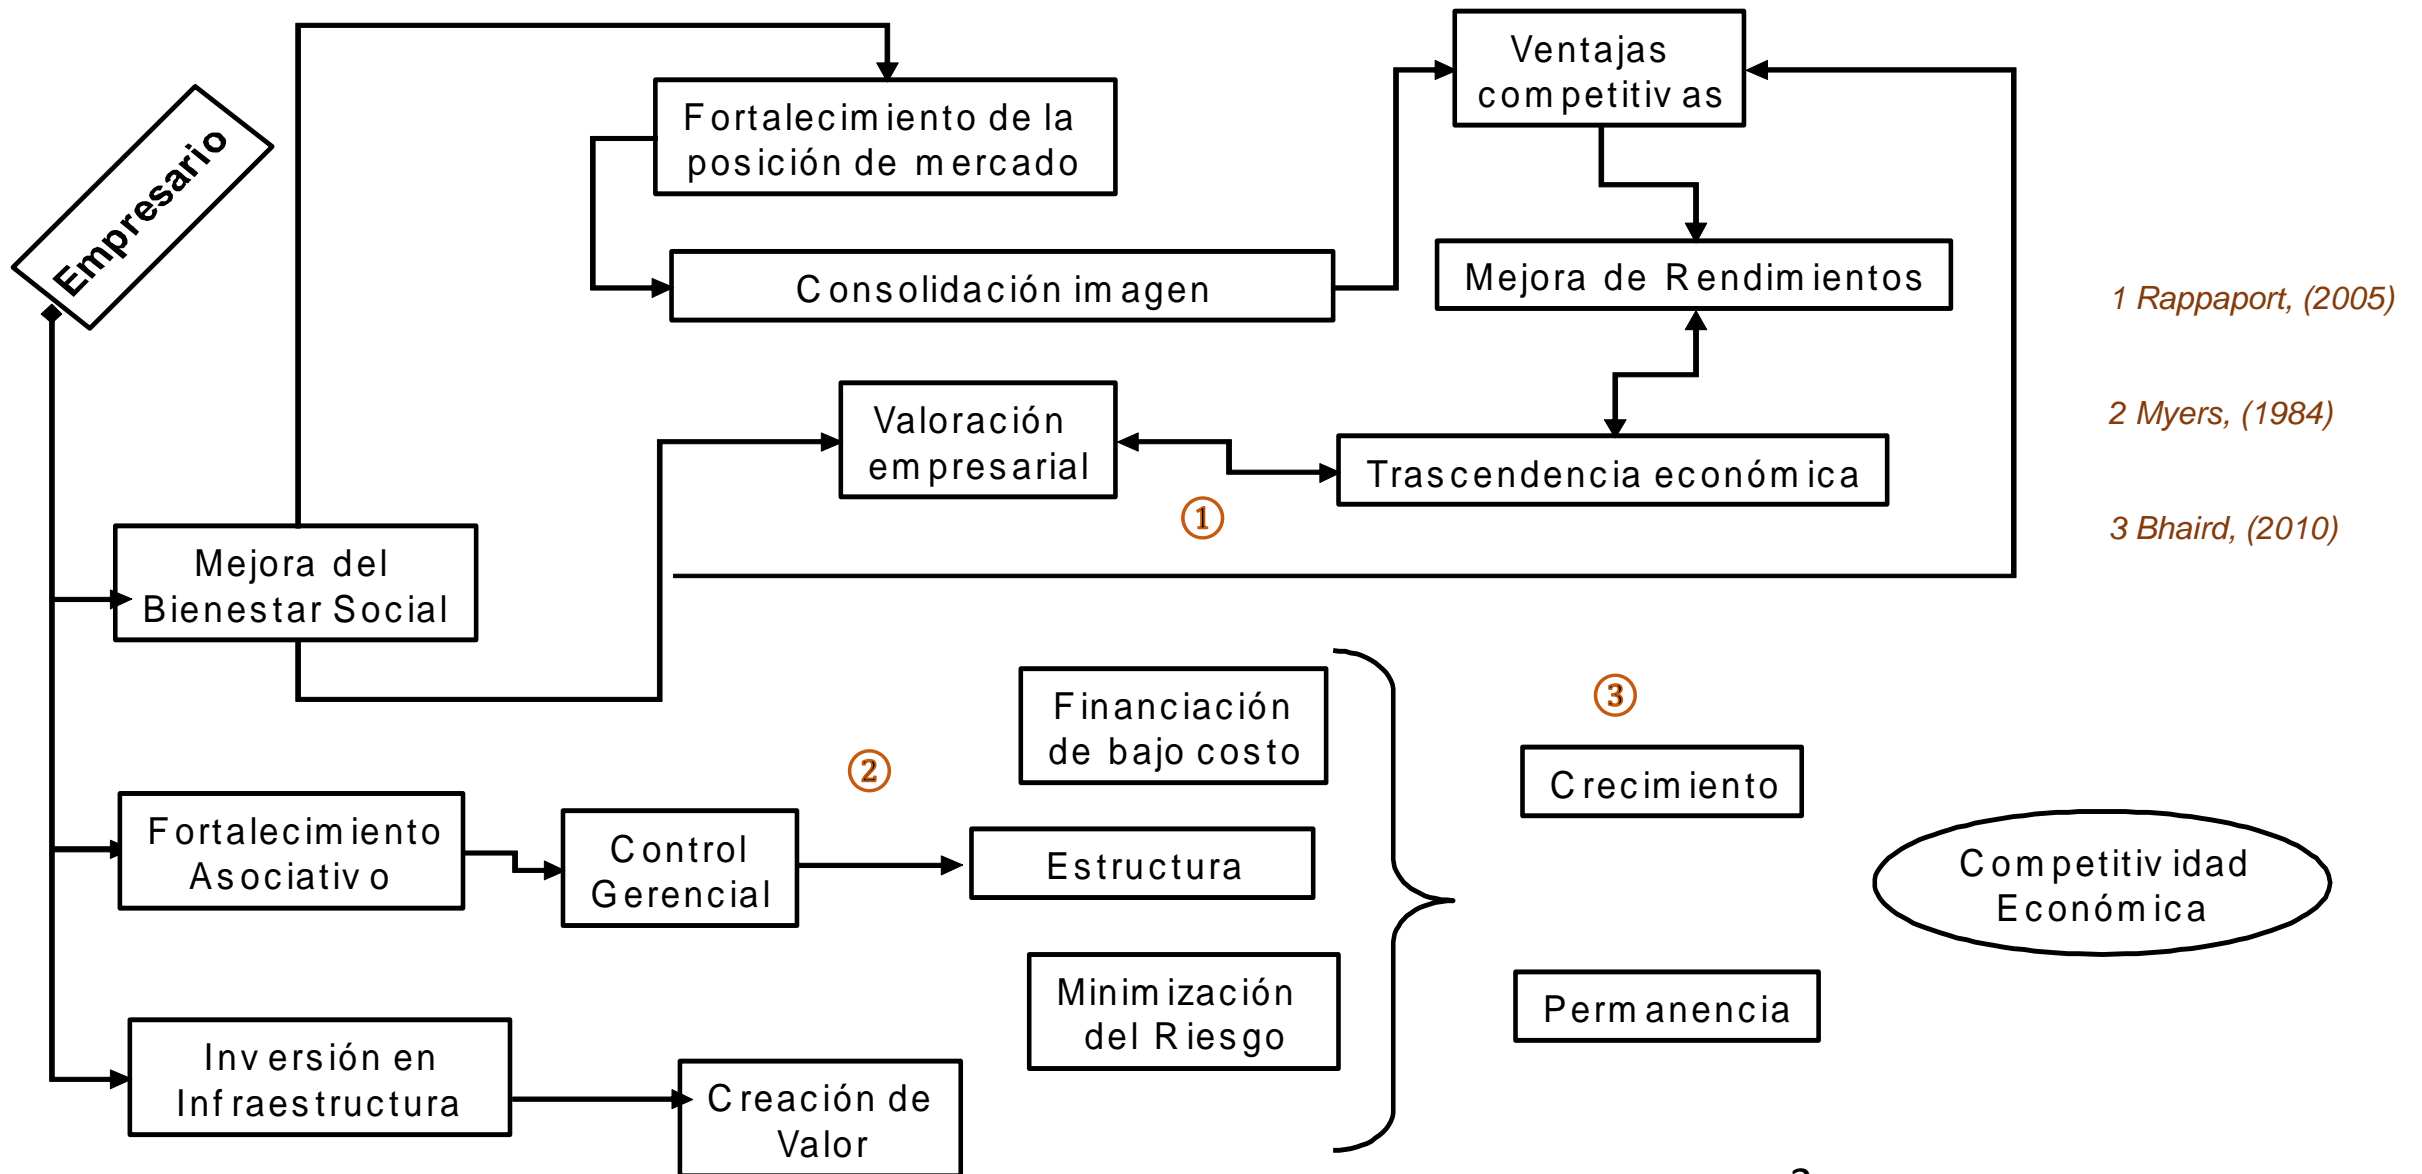 Ventajas
competitivas
Fortalecimiento de la
posición de mercado
Empresario
Consolidación imagen
Mejora de Rendimientos
1 Rappaport, (2005)
Valoración
empresarial
2 Myers, (1984)
Trascendencia económica
①
3 Bhaird, (2010)
Mejora del
Bienestar Social
Financiación
de bajo costo
③
②
Crecimiento
Fortalecimiento
Asociativo
Control
Gerencial
Estructura
Competitividad
Económica
Minimización
del Riesgo
Permanencia
Inversión en
Infraestructura
Creación de
Valor